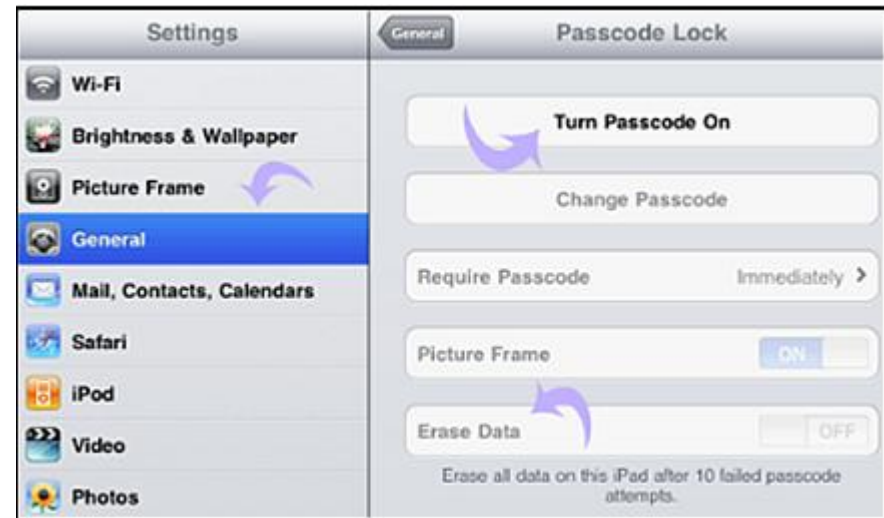 Settings
Wi-Fi
Brightness & Wallpaper
Picture Frame
General
Mail, Contacts, Calendars
Safari
iPod
Video
Photos
General
Passcode Lock
Turn Passcode On
Change Passcode
Require Passcode Immediately
Picture Frame ON
Erase Data OFF
Erase all data on this iPad after 10 failed passcode
attempts.